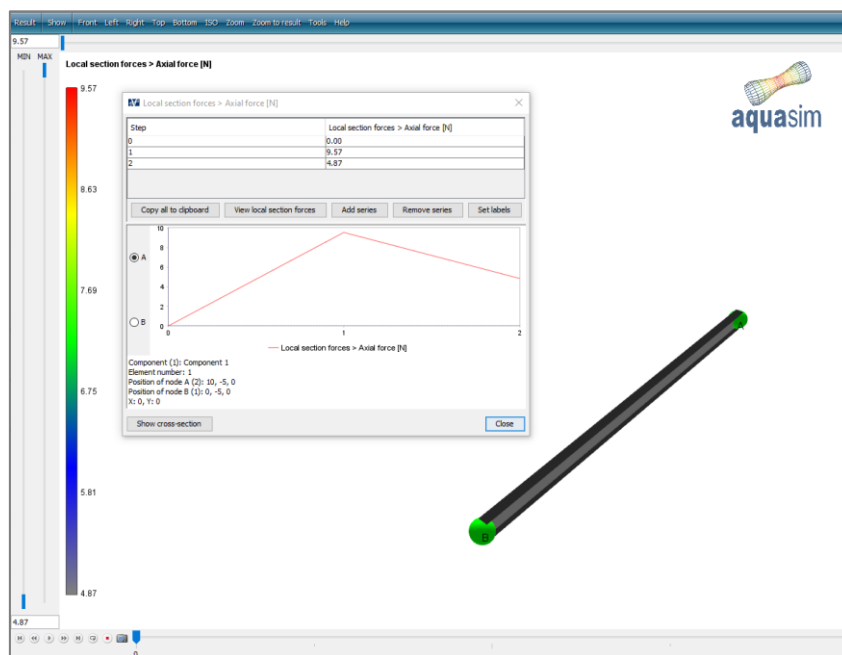 Result Show Front Left Right Top Bottom ISO Zoom Zoom to result Tools Help
9.57
MIN MAX
Local section forces > Axial force [N]
9.57
8.63
7.69
6.75
5.81
4.87
4.87
0
aquasim
Local section forces > Axial force [N]
Step Local section forces > Axial force [N]
0 0.00
1 9.57
2 4.87
Copy all to clipboard View local section forces Add series Remove series Set labels
A
B
10
8
6
4
2
0
0 1 2
Local section forces > Axial force [N]
Component (1): Component 1
Element number: 1
Position of node A (2): 10, -5, 0
Position of node B (1): 0, -5, 0
X: 0, Y: 0
Show cross-section Close
A
B